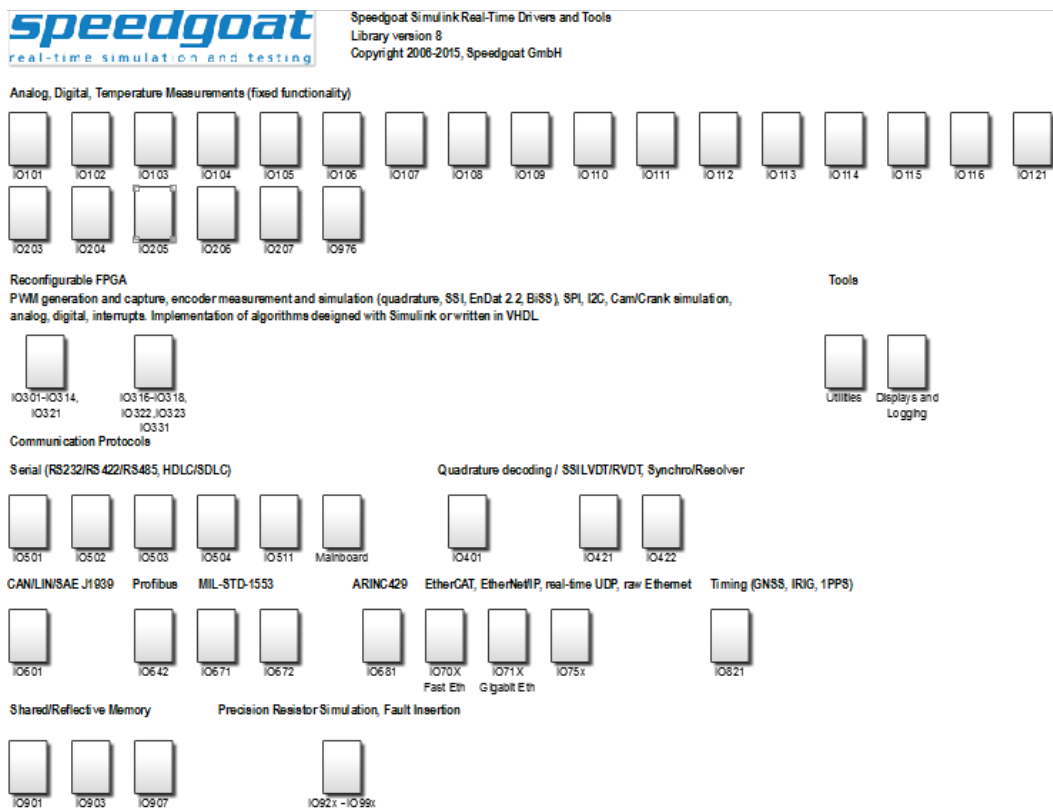 speedgoat
real-time simulation and testing
Speedgoat Simulink Real-Time Drivers and Tools
Library version 8
Copyright 2006-2015, Speedgoat GmbH
Analog, Digital, Temperature Measurements (fixed functionality)
IO101 IO102 IO103 IO104 IO105 IO106 IO107 IO108 IO109 IO110 IO111 IO112 IO113 IO114 IO115 IO116 IO121
IO203 IO204 IO205 IO206 IO207 IO976
Reconfigurable FPGA
Tools
PWM generation and capture, encoder measurement and simulation (quadrature, SSI, EnDat 2.2, BiSS), SPI, I2C, Cam/Crank simulation,
analog, digital, interrupts. Implementation of algorithms designed with Simulink or written in VHDL.
IO301-IO314,
IO321
IO316-IO318,
IO322,IO323
IO331
Utilities
Displays and
Logging
Communication Protocols
Serial (RS232/RS422/RS485, HDLC/SDLC)
Quadrature decoding / SSI LVDT/RVDT, Synchro/Resolver
IO501 IO502 IO503 IO504 IO511 Mainboard IO401 IO421 IO422
CAN/LIN/SAE J1939 Profibus MIL-STD-1553 ARINC429 EtherCAT, EtherNet/IP, real-time UDP, raw Ethernet Timing (GNSS, IRIG, 1PPS)
IO601 IO642 IO671 IO672 IO681
IO70X
Fast Eth
IO71X
Gigabit Eth
IO75x
IO821
Shared/Reflective Memory
Precision Resistor Simulation, Fault Insertion
IO901 IO903 IO907 IO92x - IO99x